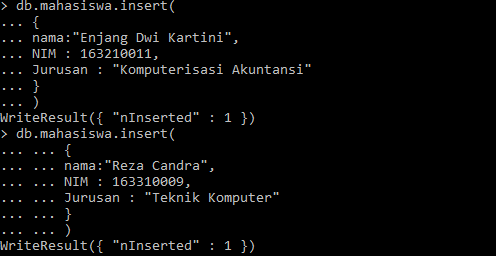 > db.mahasiswa.insert(
... {
... nama:"Enjang Dwi Kartini",
... NIM : 163210011,
... Jurusan : "Komputerisasi Akuntansi"
... }
... )
WriteResult({ "nInserted" : 1 })
> db.mahasiswa.insert(
... ... {
... ... nama:"Reza Candra",
... ... NIM : 163310009,
... ... Jurusan : "Teknik Komputer"
... ... }
... ... )
WriteResult({ "nInserted" : 1 })